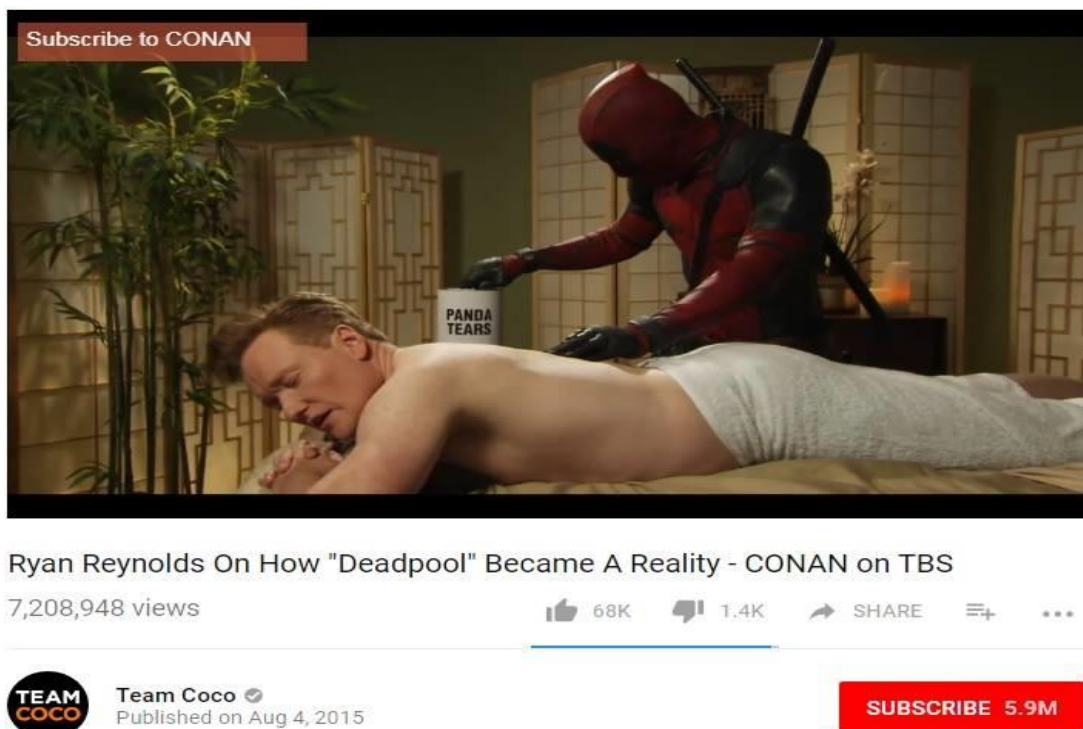 Subscribe to CONAN
PANDA
TEARS
Ryan Reynolds On How "Deadpool" Became A Reality - CONAN on TBS
7,208,948 views
68K 1.4K SHARE
TEAM
COCO
Team Coco
Published on Aug 4, 2015
SUBSCRIBE 5.9M